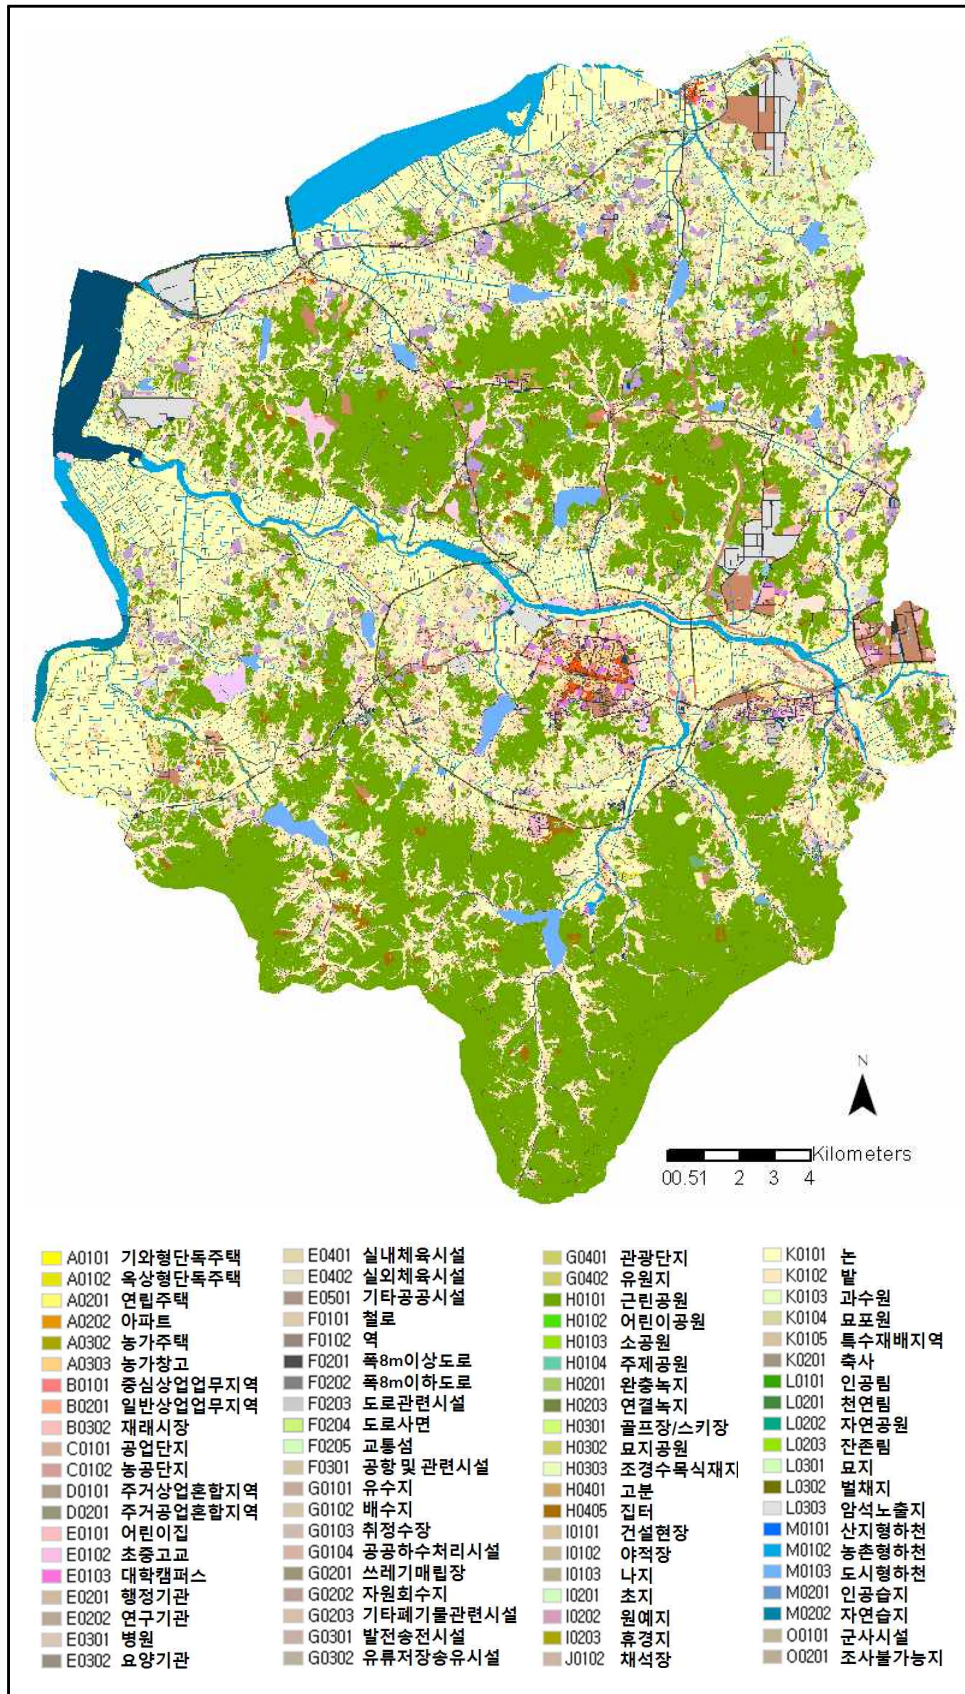 N
Kilometers
00.51 2 3 4
A0101 기와형단독주택
A0102 옥상형단독주택
A0201 연립주택
A0202 아파트
A0302 농가주택
A0303 농가창고
B0101 중심상업업무지역
B0201 일반상업업무지역
B0302 재래시장
C0101 공업단지
C0102 농공단지
D0101 주거상업혼합지역
D0201 주거공업혼합지역
E0101 어린이집
E0102 초중고교
E0103 대학캠퍼스
E0201 행정기관
E0202 연구기관
E0301 병원
E0302 요양기관
E0401 실내체육시설
E0402 실외체육시설
E0501 기타공공시설
F0101 철로
F0102 역
F0201 폭8m이상도로
F0202 폭8m이하도로
F0203 도로관련시설
F0204 도로사면
F0205 교통섬
F0301 공항 및 관련시설
G0101 유수지
G0102 배수지
G0103 취정수장
G0104 공공하수처리시설
G0201 쓰레기매립장
G0202 자원회수지
G0203 기타폐기물관련시설
G0301 발전송전시설
G0302 유류저장송유시설
G0401 관광단지
G0402 유원지
H0101 근린공원
H0102 어린이공원
H0103 소공원
H0104 주제공원
H0201 완충녹지
H0203 연결녹지
H0301 골프장/스키장
H0302 묘지공원
H0303 조경수목식재지
H0401 고분
H0405 집터
I0101 건설현장
I0102 야적장
I0103 나지
I0201 초지
I0202 원예지
I0203 휴경지
J0102 채석장
K0101 논
K0102 밭
K0103 과수원
K0104 묘포원
K0105 특수재배지역
K0201 축사
L0101 인공림
L0201 천연림
L0202 자연공원
L0203 잔존림
L0301 묘지
L0302 벌채지
L0303 암석노출지
M0101 산지형하천
M0102 농촌형하천
M0103 도시형하천
M0201 인공습지
M0202 자연습지
O0101 군사시설
O0201 조사불가능지